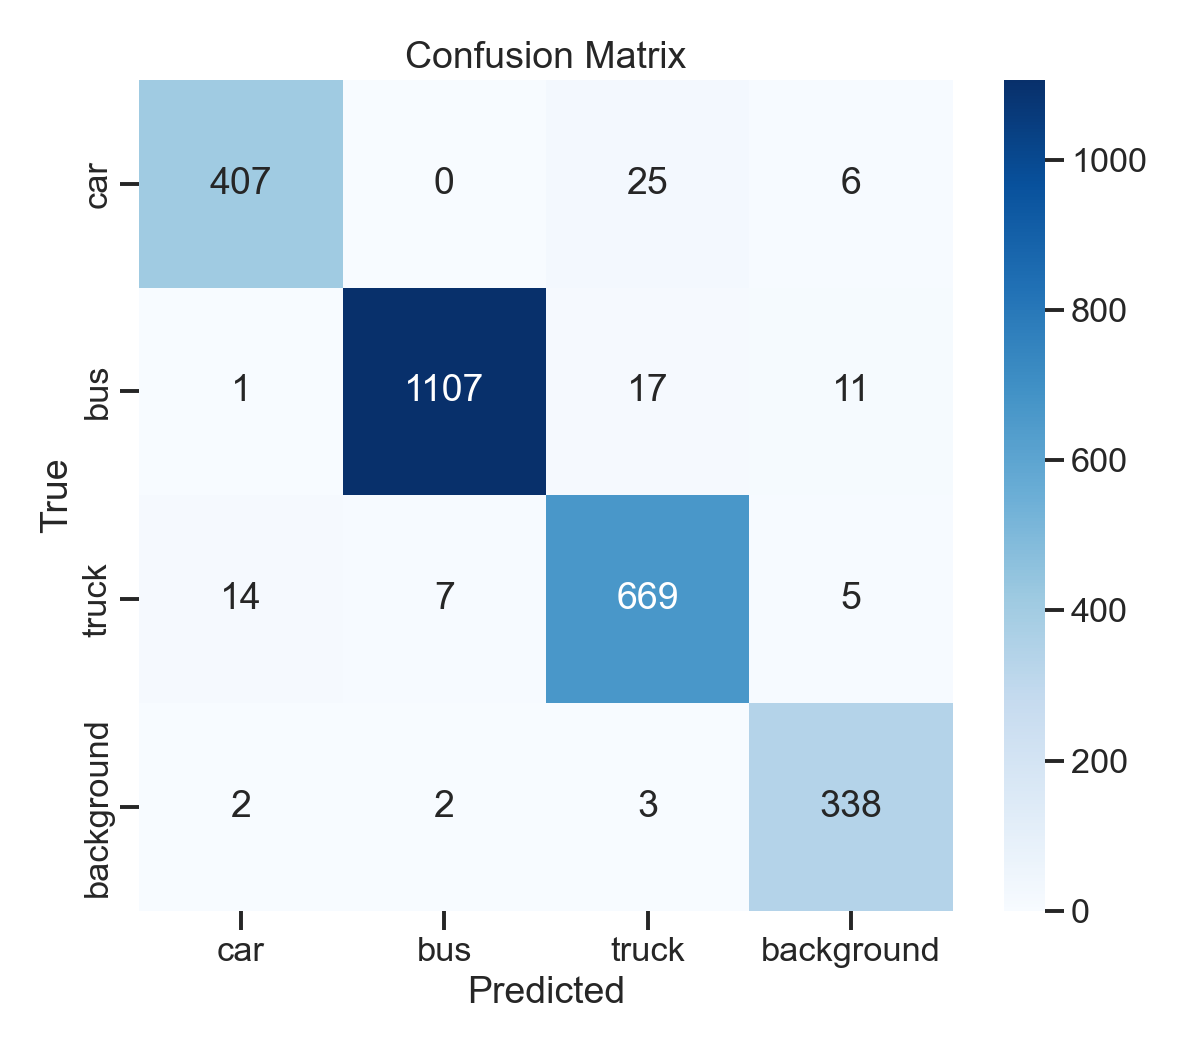 Confusion Matrix
car
407
0
25
6
bus
1
1107
17
11
truck
14
7
669
5
background
2
2
3
338
True
car
bus
truck
background
Predicted
1000
800
600
400
200
0